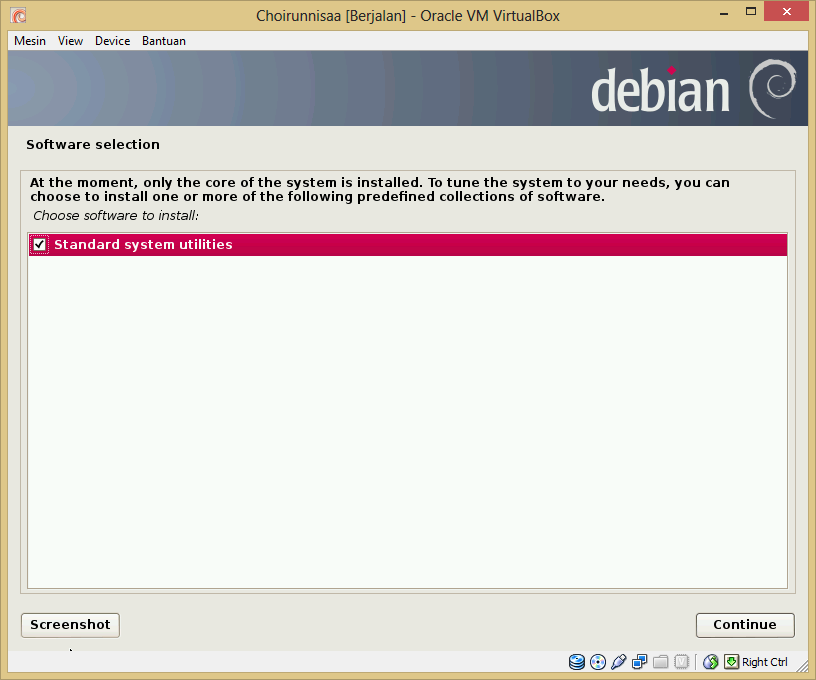 Choirunnisaa [Berjalan] - Oracle VM VirtualBox
Mesin View Device Bantuan
debian
Software selection
At the moment, only the core of the system is installed. To tune the system to your needs, you can
choose to install one or more of the following predefined collections of software.
Choose software to install:
Standard system utilities
Screenshot Continue
Right Ctrl